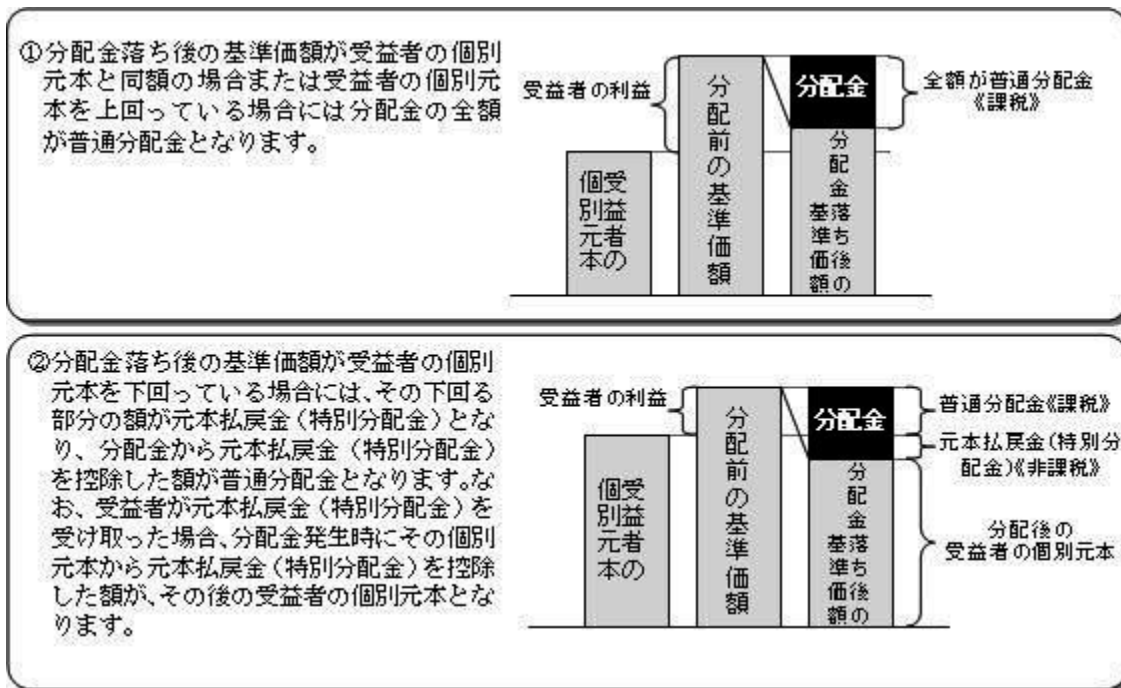 ①分配金落ち後の基準価額が受益者の個別
元本と同額の場合または受益者の個別元
本を上回っている場合には分配金の全額
が普通分配金となります。
受益者の利益
受益者の
個別元本
分配前の基準価額
分配金
分配金落ち後の
基準価額
全額が普通分配金
《課税》
②分配金落ち後の基準価額が受益者の個別
元本を下回っている場合には、その下回る
部分の額が元本払戻金（特別分配金）とな
り、分配金から元本払戻金（特別分配金）
を控除した額が普通分配金となります。な
お、受益者が元本払戻金（特別分配金）を
受け取った場合、分配金発生時にその個別
元本から元本払戻金（特別分配金）を控除
した額が、その後の受益者の個別元本とな
ります。
受益者の利益
受益者の
個別元本
分配前の基準価額
分配金
分配金落ち後の
基準価額
普通分配金《課税》
元本払戻金（特別分
配金）《非課税》
分配後の
受益者の個別元本